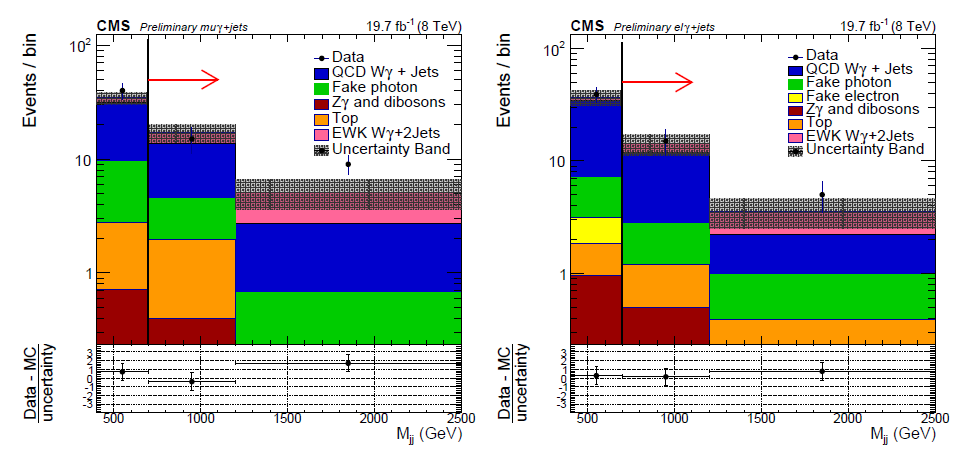 CMS Preliminary muγ+jets 19.7 fb⁻¹ (8 TeV)
Events / bin
10²
10
1
Data
QCD Wγ + Jets
Fake photon
Zγ and dibosons
Top
EWK Wγ+2Jets
Uncertainty Band
Data - MC
uncertainty
3
2
1
0
-1
-2
-3
500 1000 1500 2000 2500
Mjj (GeV)
CMS Preliminary elγ+jets 19.7 fb⁻¹ (8 TeV)
Events / bin
10²
10
1
Data
QCD Wγ + Jets
Fake photon
Fake electron
Zγ and dibosons
Top
EWK Wγ+2Jets
Uncertainty Band
Data - MC
uncertainty
3
2
1
0
-1
-2
-3
500 1000 1500 2000 2500
Mjj (GeV)